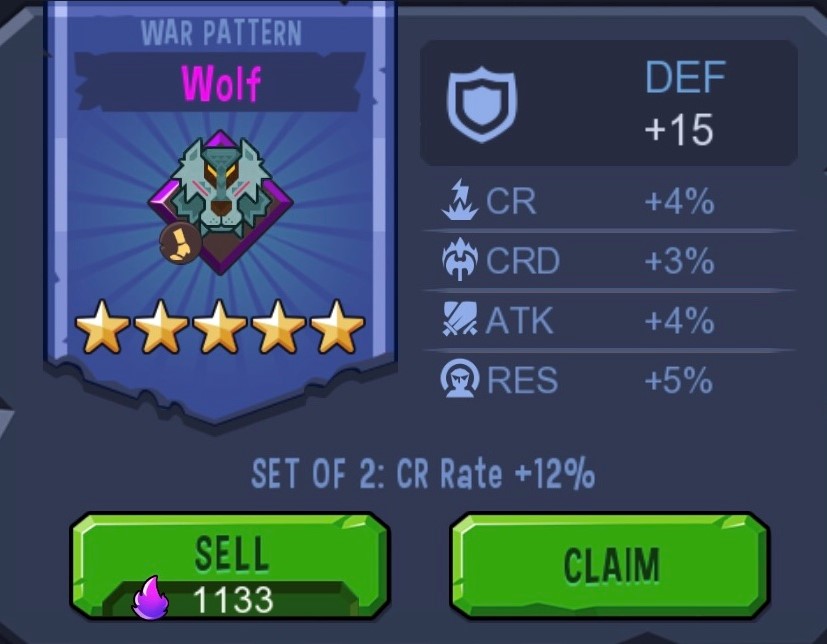 WAR PATTERN
Wolf
DEF
+15
CR +4%
CRD +3%
ATK +4%
RES +5%
SET OF 2: CR Rate +12%
SELL
1133
CLAIM